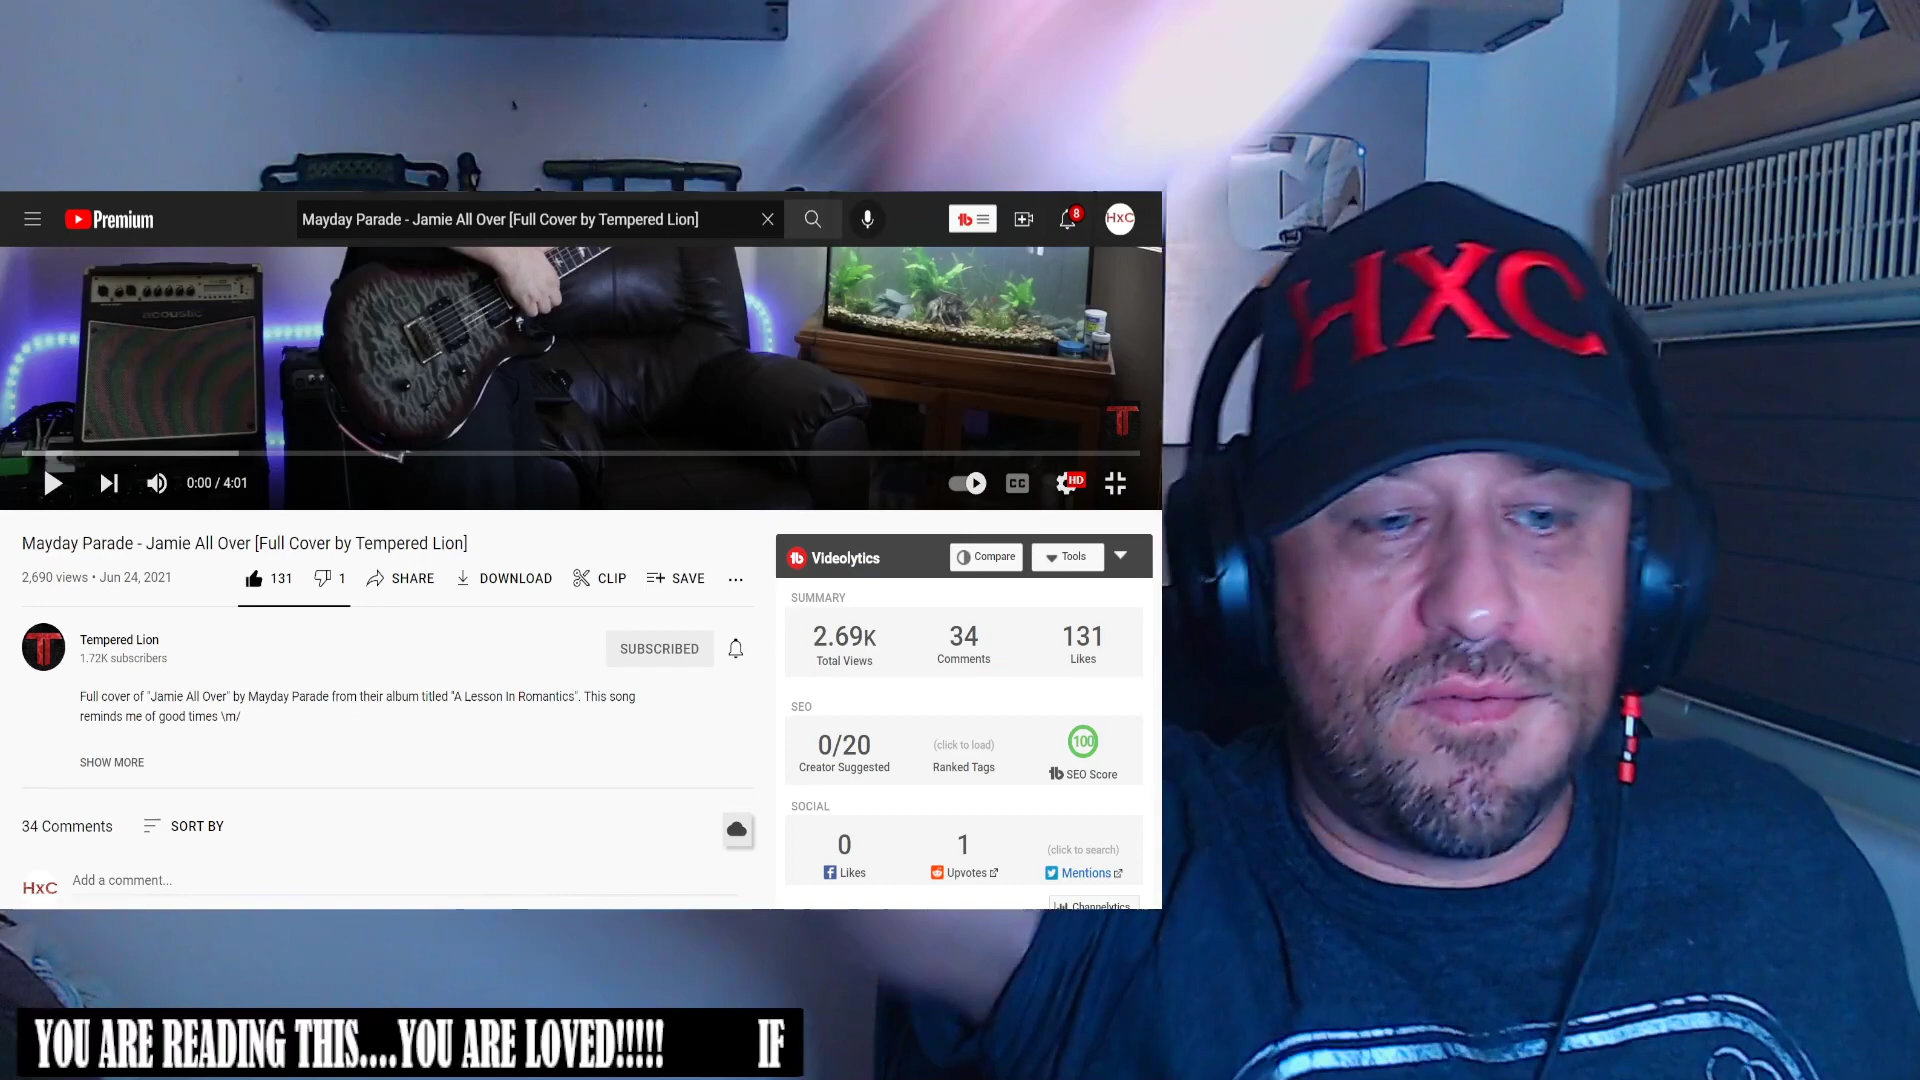 Premium
Mayday Parade - Jamie All Over [Full Cover by Tempered Lion]
8
HxC
acoustic
0:00 / 4:01
CC
HD
Mayday Parade - Jamie All Over [Full Cover by Tempered Lion]
2,690 views • Jun 24, 2021
131
1
SHARE
DOWNLOAD
CLIP
SAVE
Tempered Lion
1.72K subscribers
SUBSCRIBED
Full cover of "Jamie All Over" by Mayday Parade from their album titled "A Lesson In Romantics". This song
reminds me of good times \m/
SHOW MORE
34 Comments
SORT BY
HxC
Add a comment...
Videolytics
Compare
Tools
SUMMARY
2.69K
Total Views
34
Comments
131
Likes
SEO
0/20
Creator Suggested
(click to load)
Ranked Tags
100
SEO Score
SOCIAL
0
Likes
1
Upvotes
(click to search)
Mentions
Channelytics
HXC
YOU ARE READING THIS....YOU ARE LOVED!!!!! IF